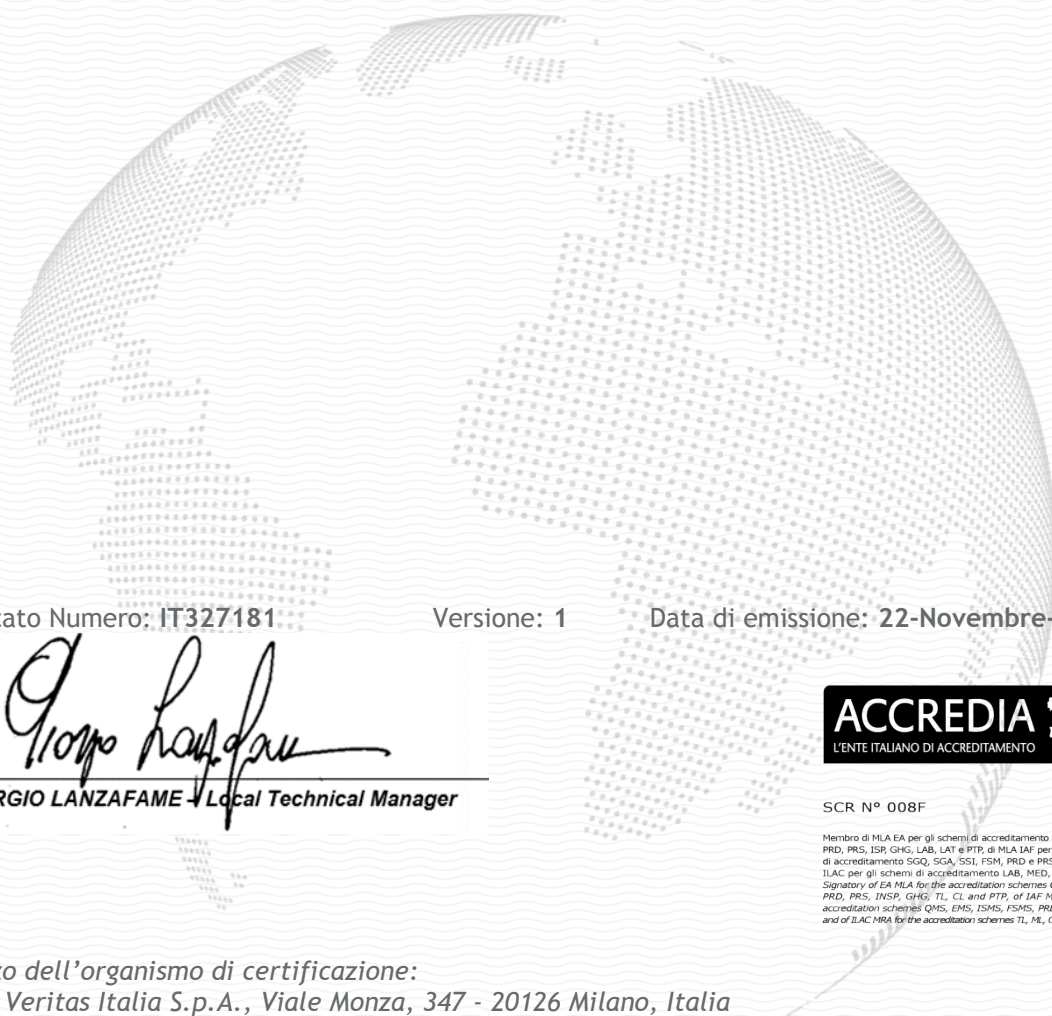 cato Numero: IT327181 Versione: 1 Data di emissione: 22-Novembre-
RGIO LANZAFAME - Local Technical Manager
ACCREDIA
L'ENTE ITALIANO DI ACCREDITAMENTO
SCR N° 008F
Membro di MLA EA per gli schemi di accreditamento
PRD, PRS, ISP, GHG, LAB, LAT e PTP, di MLA IAF per
di accreditamento SGQ, SGA, SSI, FSM, PRD e PRS
ILAC per gli schemi di accreditamento LAB, MED,
Signatory of EA MLA for the accreditation schemes
PRD, PRS, INSP, GHG, TL, CL and PTP, of IAF M
accreditation schemes QMS, EMS, ISMS, FSMS, PRD
and of ILAC MRA for the accreditation schemes TL, ML,
zo dell'organismo di certificazione:
Veritas Italia S.p.A., Viale Monza, 347 - 20126 Milano, Italia